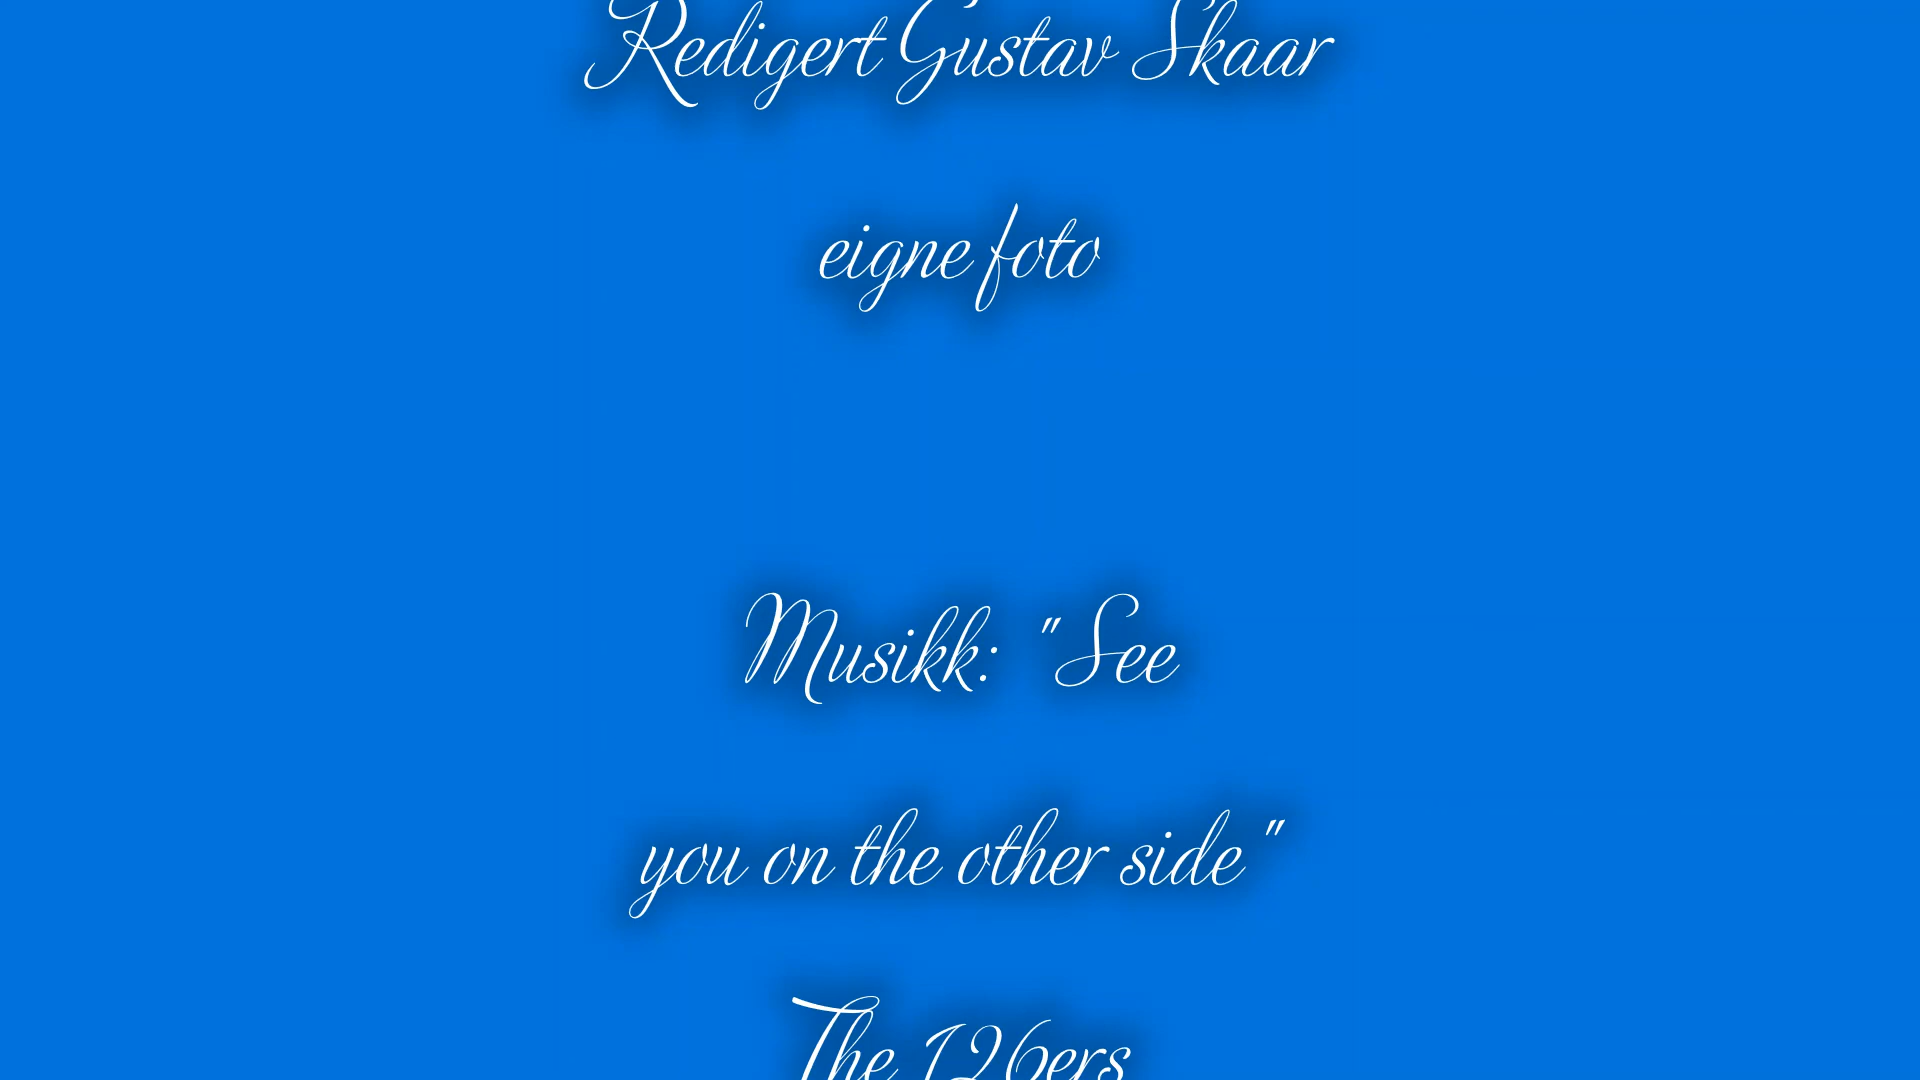 Redigert Gustav Skaar
eigne foto
Musikk: "See
you on the other side"
The 126ers